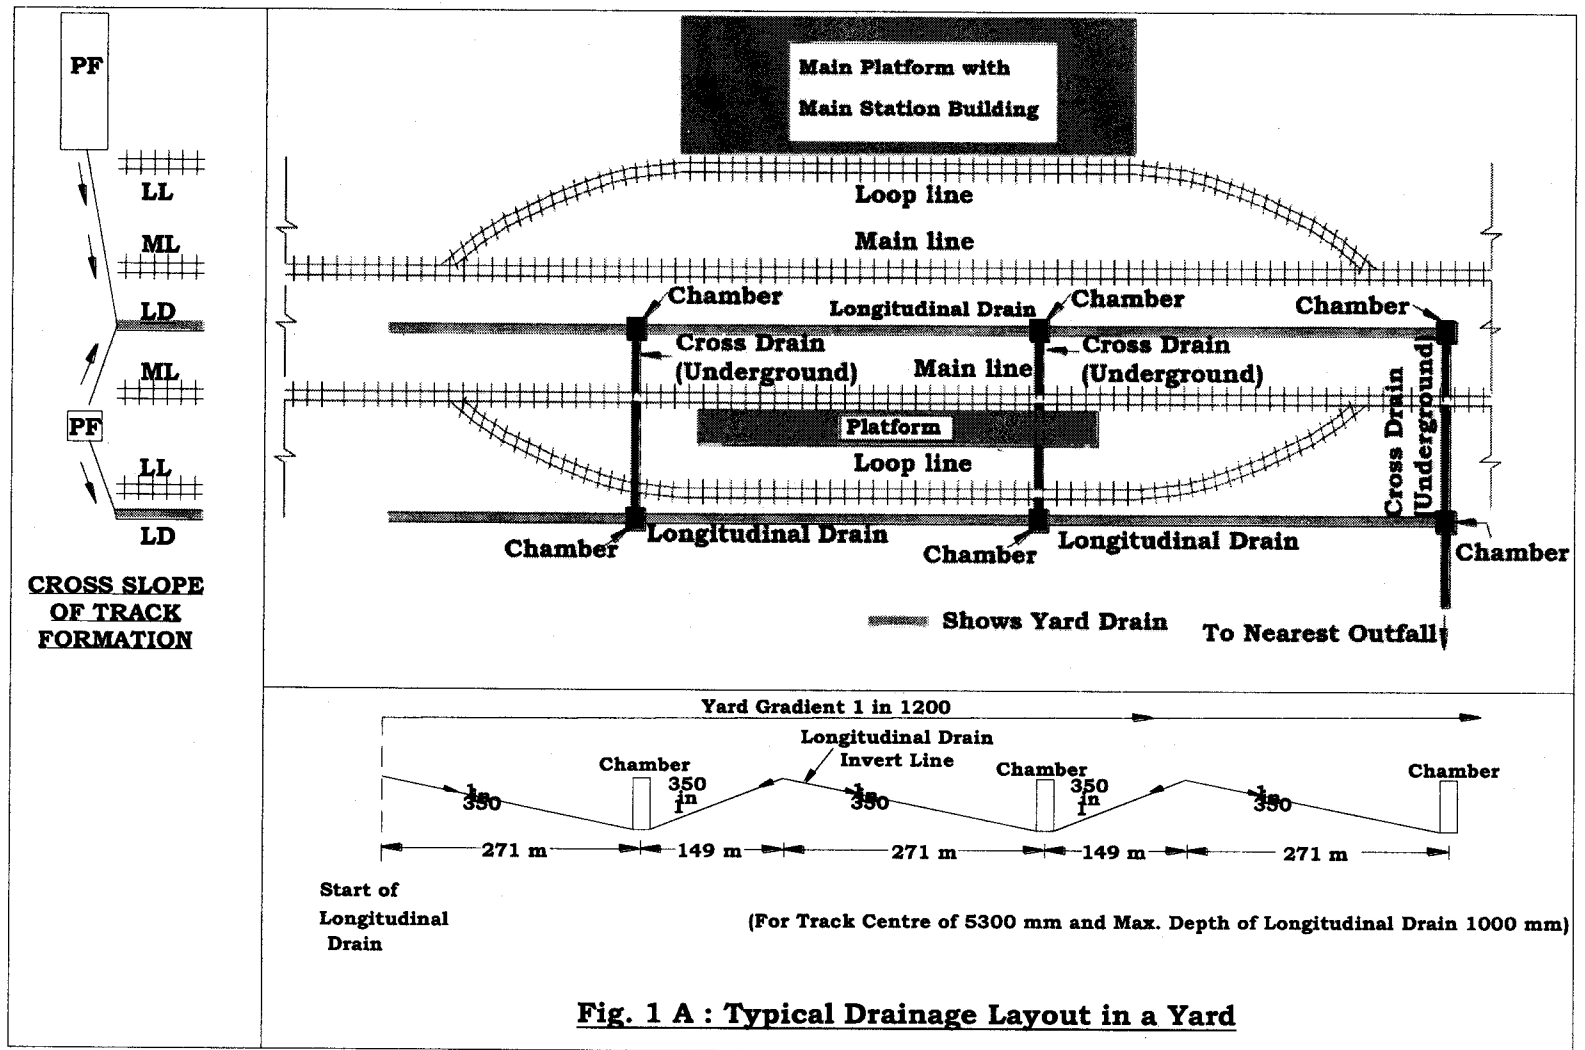 PF
LL
ML
LD
ML
PF
LL
LD
CROSS SLOPE
OF TRACK
FORMATION
Main Platform with
Main Station Building
Loop line
Main line
Chamber
Longitudinal Drain
Chamber
Chamber
Cross Drain
(Underground)
Main line
Cross Drain
(Underground)
Cross Drain
(Underground)
Platform
Loop line
Chamber
Longitudinal Drain
Chamber
Longitudinal Drain
Chamber
Shows Yard Drain
To Nearest Outfall
Yard Gradient 1 in 1200
Longitudinal Drain
Invert Line
Chamber
Chamber
Chamber
1
in
350
350
in
1
1
in
350
350
in
1
1
in
350
271 m
149 m
271 m
149 m
271 m
Start of
Longitudinal
Drain
(For Track Centre of 5300 mm and Max. Depth of Longitudinal Drain 1000 mm)
Fig. 1 A : Typical Drainage Layout in a Yard